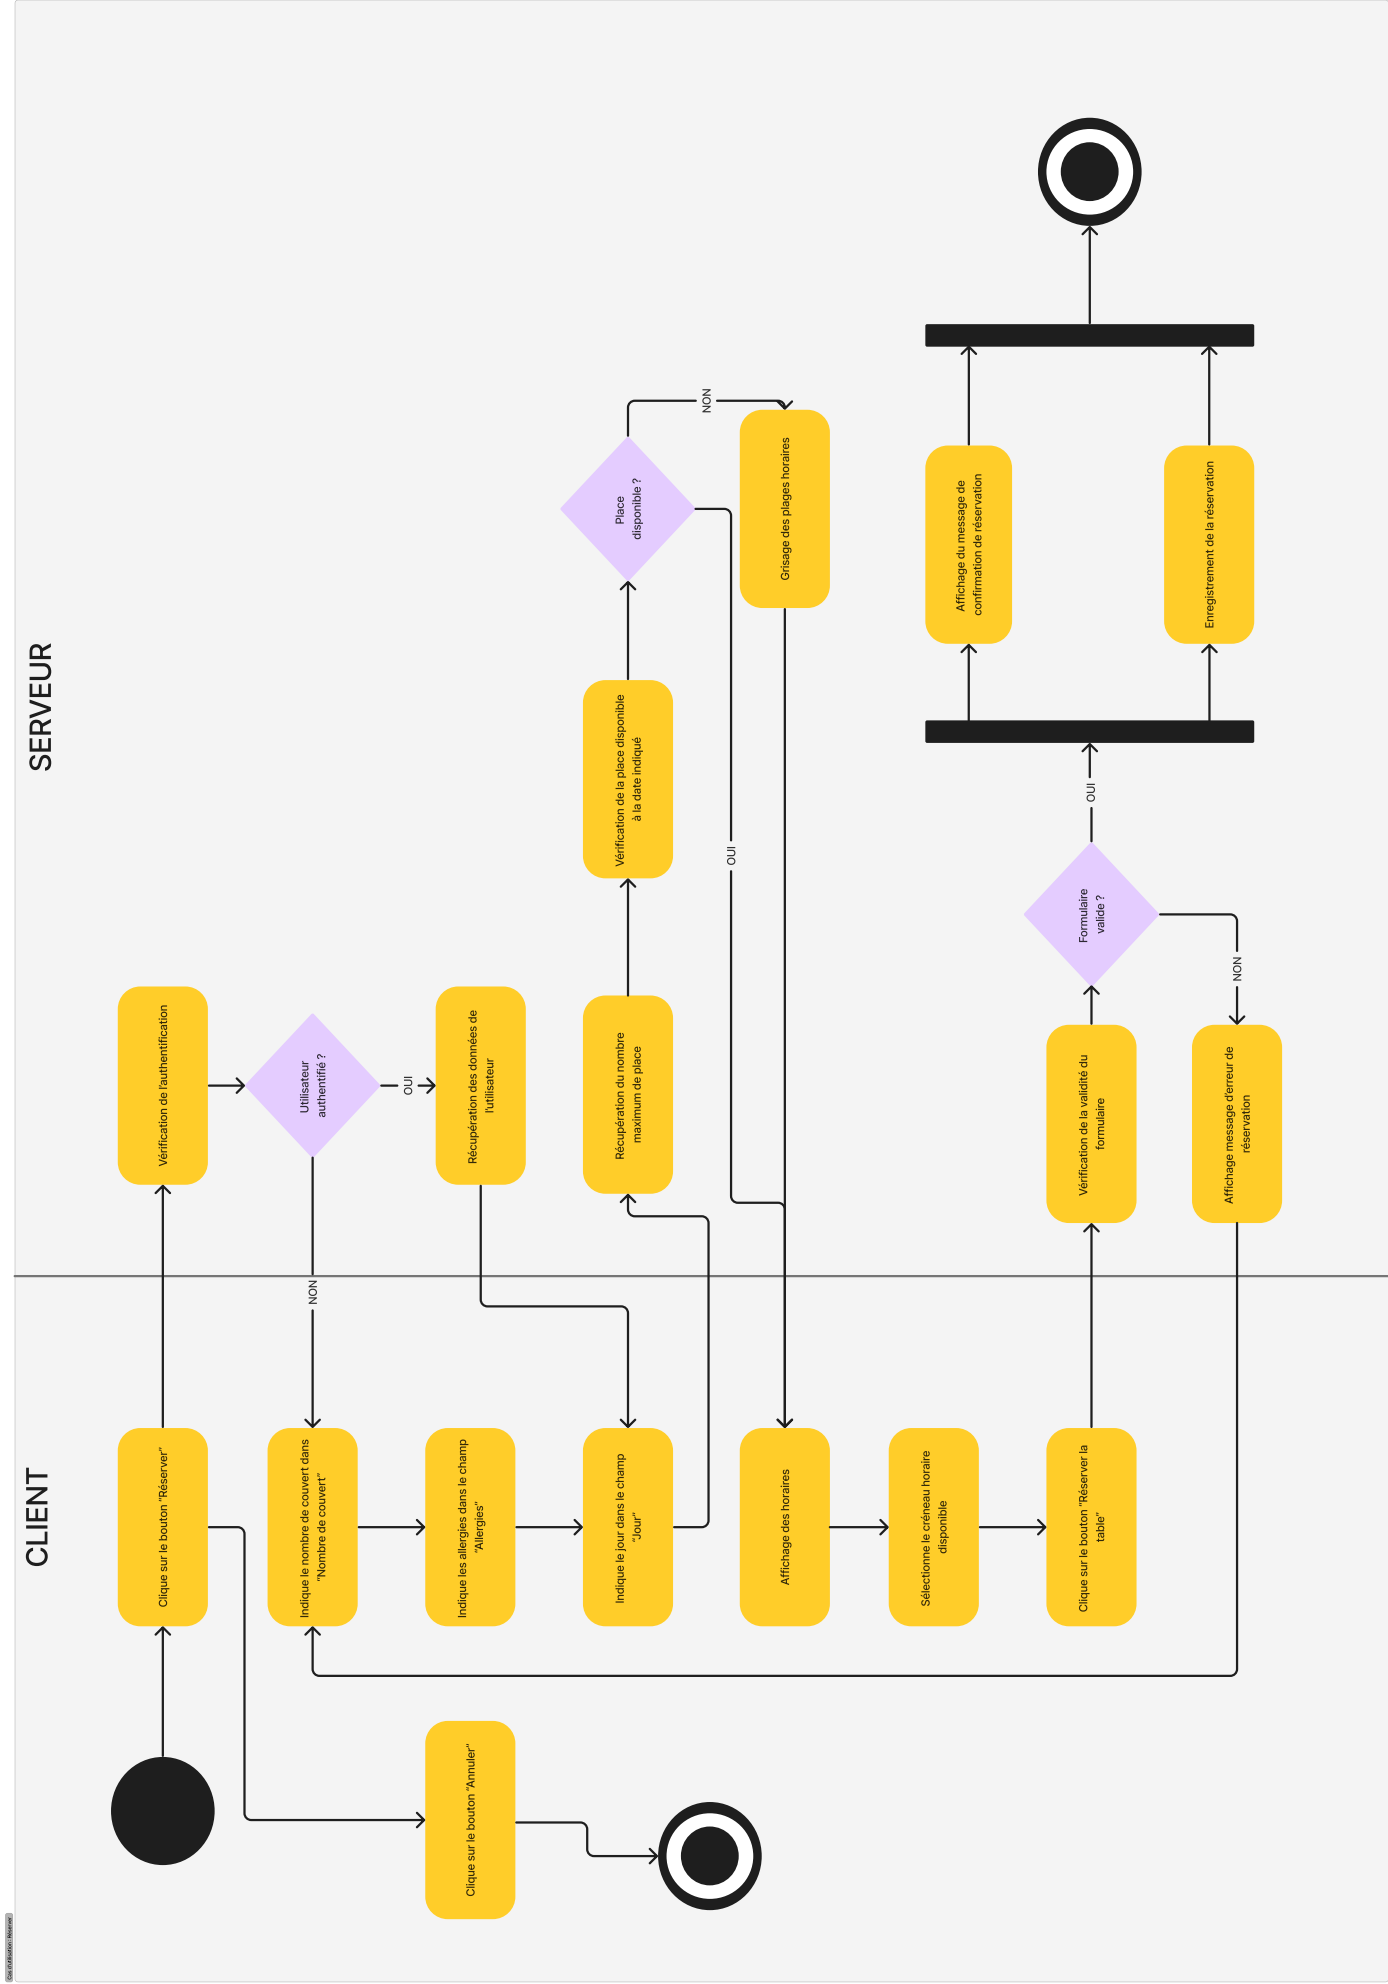 Cas d'utilisation : Réserver
CLIENT
SERVEUR
Clique sur le bouton "Réserver"
Vérification de l'authentification
Utilisateur
authentifié ?
NON
OUI
Indique le nombre de couvert dans
"Nombre de couvert"
Récupération des données de
l'utilisateur
Indique les allergies dans le champ
"Allergies"
Clique sur le bouton "Annuler"
Indique le jour dans le champ
"Jour"
Récupération du nombre
maximum de place
Vérification de la place disponible
à la date indiqué
Place
disponible ?
NON
OUI
Grisage des plages horaires
Affichage des horaires
Sélectionne le créneau horaire
disponible
Clique sur le bouton "Réserver la
table"
Vérification de la validité du
formulaire
Formulaire
valide ?
OUI
NON
Affichage message d'erreur de
réservation
Affichage du message de
confirmation de réservation
Enregistrement de la réservation